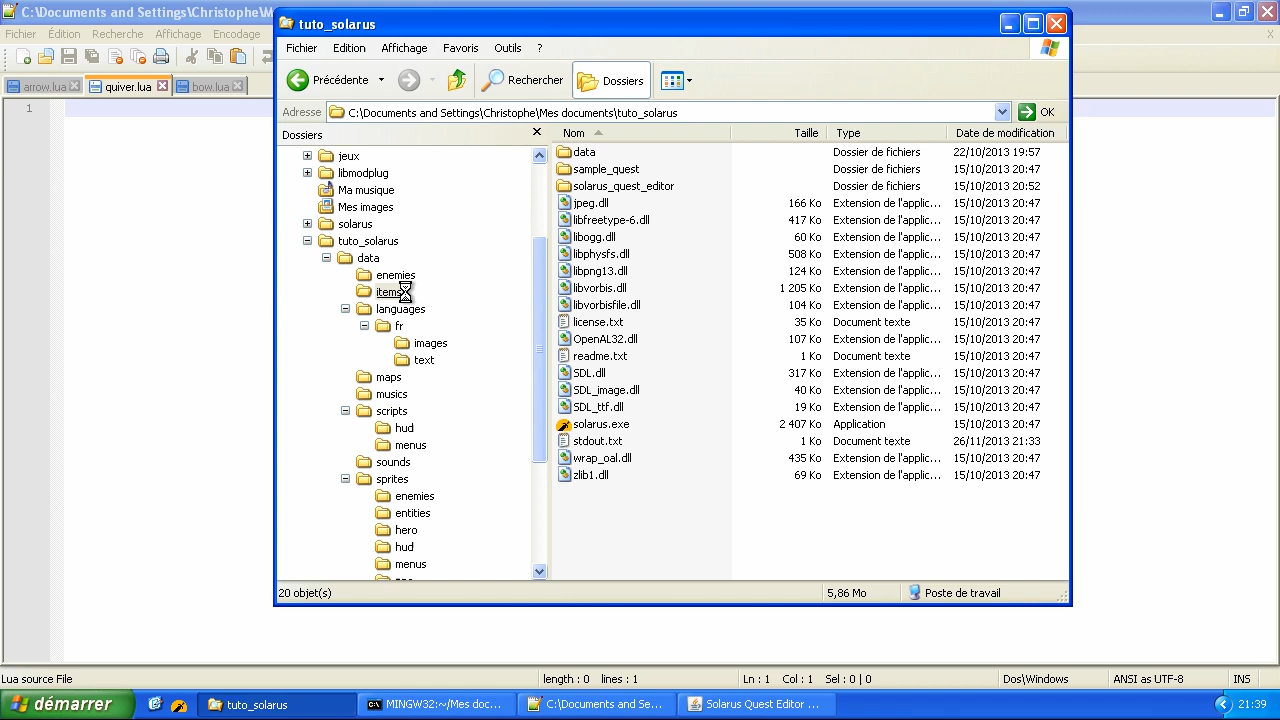 C:\Documents and Settings\Christophe\M
tuto_solarus
Fichier Édition Recherche Affichage Encodage
Fichier Affichage Favoris Outils ?
Précédente Rechercher Dossiers
arrow.lua quiver.lua bow.lua
Adresse C:\Documents and Settings\Christophe\Mes documents\tuto_solarus OK
1
Dossiers
jeux
libmodplug
Ma musique
Mes images
solarus
tuto_solarus
data
enemies
items
languages
fr
images
text
maps
musics
scripts
hud
menus
sounds
sprites
enemies
entities
hero
hud
menus
Nom Taille Type Date de modification
data Dossier de fichiers 22/10/2013 19:57
sample_quest Dossier de fichiers 15/10/2013 20:47
solarus_quest_editor Dossier de fichiers 15/10/2013 20:52
jpeg.dll 166 Ko Extension de l'applic... 15/10/2013 20:47
libfreetype-6.dll 417 Ko Extension de l'applic... 15/10/2013 20:47
libogg.dll 60 Ko Extension de l'applic... 15/10/2013 20:47
libphysfs.dll 508 Ko Extension de l'applic... 15/10/2013 20:47
libpng13.dll 124 Ko Extension de l'applic... 15/10/2013 20:47
libvorbis.dll 1 205 Ko Extension de l'applic... 15/10/2013 20:47
libvorbisfile.dll 104 Ko Extension de l'applic... 15/10/2013 20:47
license.txt 35 Ko Document texte 15/10/2013 20:47
OpenAL32.dll 107 Ko Extension de l'applic... 15/10/2013 20:47
readme.txt 1 Ko Document texte 15/10/2013 20:47
SDL.dll 317 Ko Extension de l'applic... 15/10/2013 20:47
SDL_image.dll 40 Ko Extension de l'applic... 15/10/2013 20:47
SDL_ttf.dll 19 Ko Extension de l'applic... 15/10/2013 20:47
solarus.exe 2 407 Ko Application 15/10/2013 20:47
stdout.txt 1 Ko Document texte 26/11/2013 21:33
wrap_oal.dll 435 Ko Extension de l'applic... 15/10/2013 20:47
zlib1.dll 69 Ko Extension de l'applic... 15/10/2013 20:47
20 objet(s) 5,86 Mo Poste de travail
Lua source File length : 0 lines : 1 Ln : 1 Col : 1 Sel : 0 | 0 Dos\Windows ANSI as UTF-8 INS
démarrer tuto_solarus MINGW32:~/Mes doc... C:\Documents and Se... Solarus Quest Editor ... 21:39